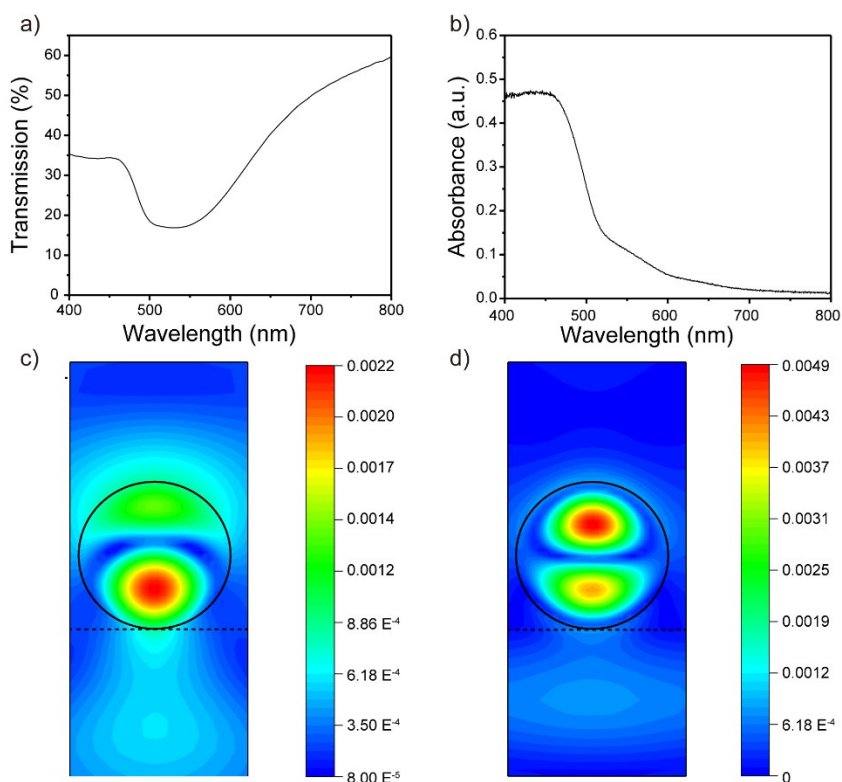 a)
60
50
40
30
20
10
0
Transmission (%)
400 500 600 700 800
Wavelength (nm)
b)
0.6
0.5
0.4
0.3
0.2
0.1
0.0
Absorbance (a.u.)
400 500 600 700 800
Wavelength (nm)
c)
0.0022
0.0020
0.0017
0.0014
0.0012
8.86 E⁻⁴
6.18 E⁻⁴
3.50 E⁻⁴
8.00 E⁻⁵
d)
0.0049
0.0043
0.0037
0.0031
0.0025
0.0019
0.0012
6.18 E⁻⁴
0